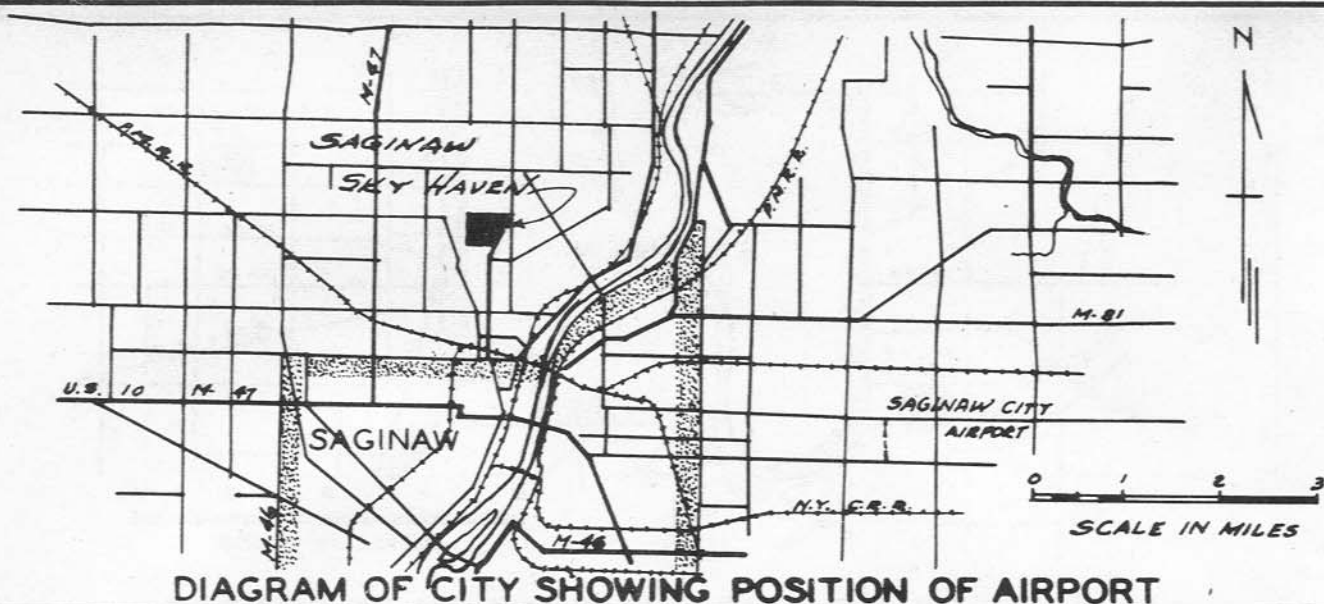 N
M-47
SAGINAW
SKY HAVEN
P.M.R.R.
P.M.R.R.
M-81
U.S. 10 M 47
SAGINAW CITY
AIRPORT
SAGINAW
0 1 2 3
SCALE IN MILES
M-46
N.Y. C.R.R.
M-46
DIAGRAM OF CITY SHOWING POSITION OF AIRPORT